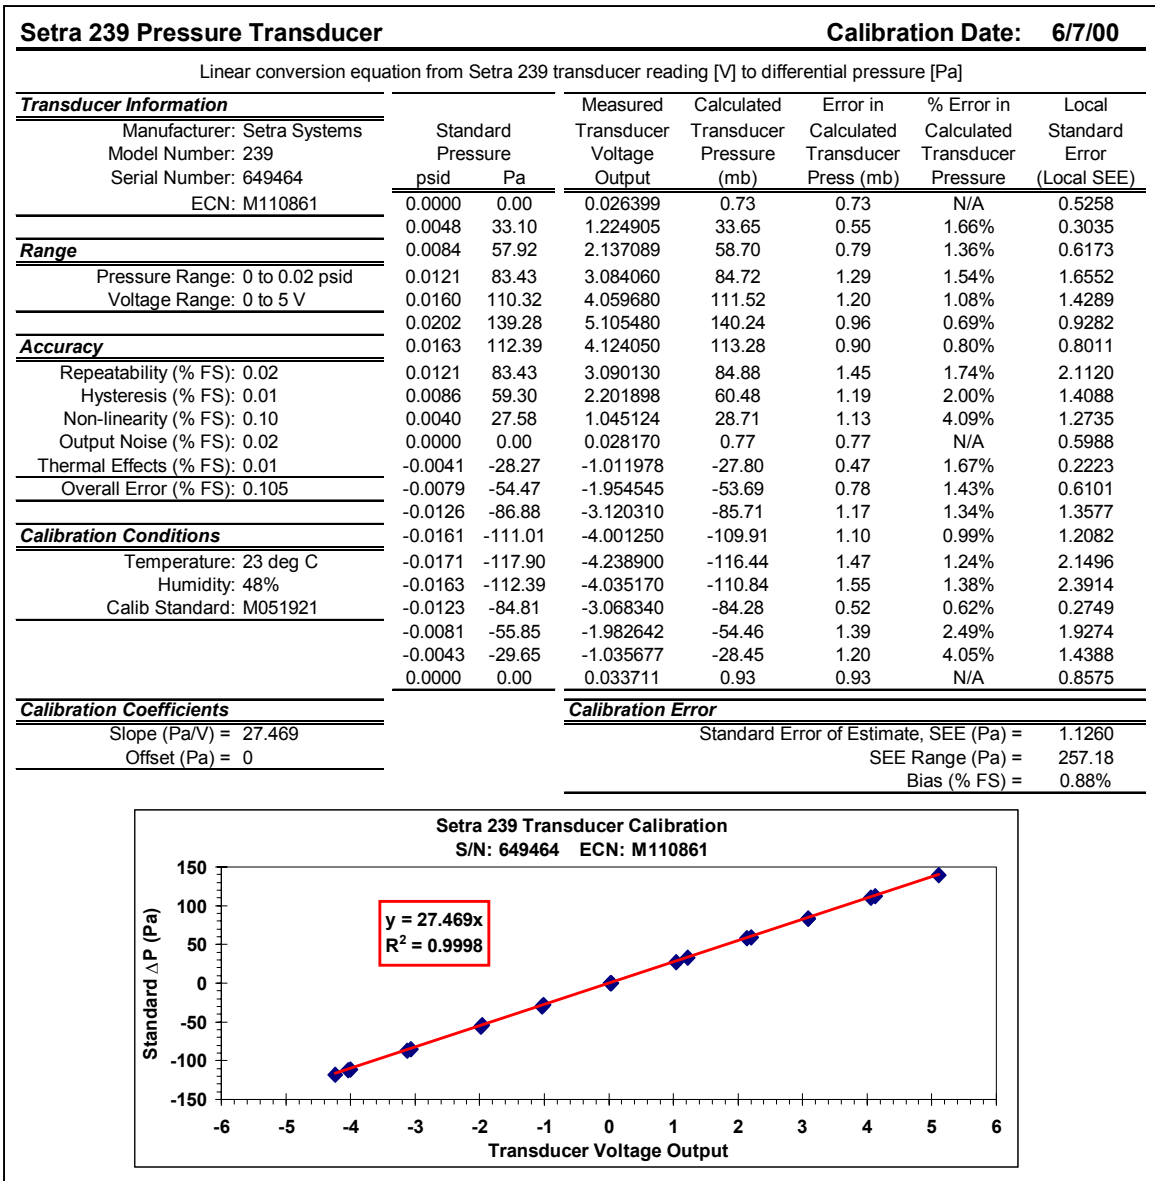 Setra 239 Pressure Transducer Calibration Date: 6/7/00
Linear conversion equation from Setra 239 transducer reading [V] to differential pressure [Pa]
Transducer Information
Manufacturer: Setra Systems
Model Number: 239
Serial Number: 649464
ECN: M110861
Range
Pressure Range: 0 to 0.02 psid
Voltage Range: 0 to 5 V
Accuracy
Repeatability (% FS): 0.02
Hysteresis (% FS): 0.01
Non-linearity (% FS): 0.10
Output Noise (% FS): 0.02
Thermal Effects (% FS): 0.01
Overall Error (% FS): 0.105
Calibration Conditions
Temperature: 23 deg C
Humidity: 48%
Calib Standard: M051921
Measured Calculated Error in % Error in Local
Standard Transducer Transducer Calculated Calculated Standard
Pressure Voltage Pressure Transducer Transducer Error
psid Pa Output (mb) Press (mb) Pressure (Local SEE)
0.0000 0.00 0.026399 0.73 0.73 N/A 0.5258
0.0048 33.10 1.224905 33.65 0.55 1.66% 0.3035
0.0084 57.92 2.137089 58.70 0.79 1.36% 0.6173
0.0121 83.43 3.084060 84.72 1.29 1.54% 1.6552
0.0160 110.32 4.059680 111.52 1.20 1.08% 1.4289
0.0202 139.28 5.105480 140.24 0.96 0.69% 0.9282
0.0163 112.39 4.124050 113.28 0.90 0.80% 0.8011
0.0121 83.43 3.090130 84.88 1.45 1.74% 2.1120
0.0086 59.30 2.201898 60.48 1.19 2.00% 1.4088
0.0040 27.58 1.045124 28.71 1.13 4.09% 1.2735
0.0000 0.00 0.028170 0.77 0.77 N/A 0.5988
-0.0041 -28.27 -1.011978 -27.80 0.47 1.67% 0.2223
-0.0079 -54.47 -1.954545 -53.69 0.78 1.43% 0.6101
-0.0126 -86.88 -3.120310 -85.71 1.17 1.34% 1.3577
-0.0161 -111.01 -4.001250 -109.91 1.10 0.99% 1.2082
-0.0171 -117.90 -4.238900 -116.44 1.47 1.24% 2.1496
-0.0163 -112.39 -4.035170 -110.84 1.55 1.38% 2.3914
-0.0123 -84.81 -3.068340 -84.28 0.52 0.62% 0.2749
-0.0081 -55.85 -1.982642 -54.46 1.39 2.49% 1.9274
-0.0043 -29.65 -1.035677 -28.45 1.20 4.05% 1.4388
0.0000 0.00 0.033711 0.93 0.93 N/A 0.8575
Calibration Coefficients
Slope (Pa/V) = 27.469
Offset (Pa) = 0
Calibration Error
Standard Error of Estimate, SEE (Pa) = 1.1260
SEE Range (Pa) = 257.18
Bias (% FS) = 0.88%
Setra 239 Transducer Calibration
S/N: 649464 ECN: M110861
y = 27.469x
R² = 0.9998
Standard ΔP (Pa)
150
100
50
0
-50
-100
-150
-6 -5 -4 -3 -2 -1 0 1 2 3 4 5 6
Transducer Voltage Output